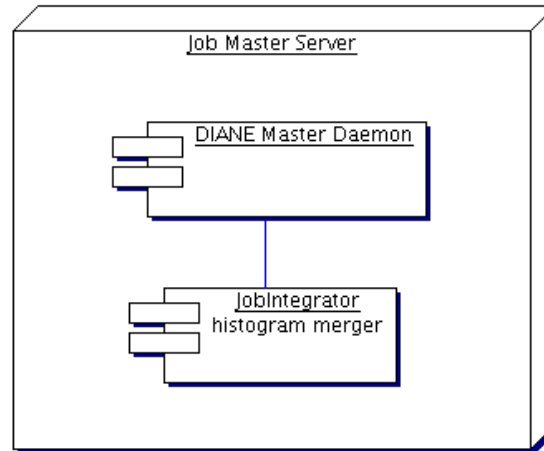 Job Master Server
DIANE Master Daemon
JobIntegrator
histogram merger